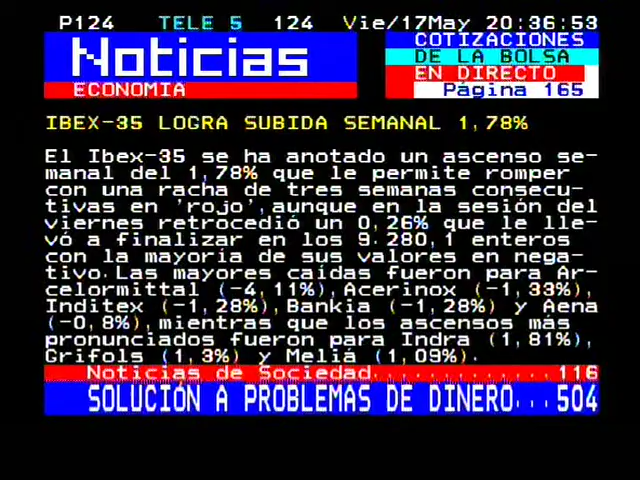 P124 TELE 5 124 Vie/17May 20:36:53
Noticias
ECONOMIA
COTIZACIONES
DE LA BOLSA
EN DIRECTO
Página 165
IBEX-35 LOGRA SUBIDA SEMANAL 1,78%
El Ibex-35 se ha anotado un ascenso se-
manal del 1,78% que le permite romper
con una racha de tres semanas consecu-
tivas en 'rojo',aunque en la sesión del
viernes retrocedió un 0,26% que le lle-
vó a finalizar en los 9.280,1 enteros
con la mayoría de sus valores en nega-
tivo.Las mayores caídas fueron para Ar-
celormittal (-4,11%),Acerinox (-1,33%),
Inditex (-1,28%),Bankia (-1,28%) y Aena
(-0,8%),mientras que los ascensos más
pronunciados fueron para Indra (1,81%),
Grifols (1,3%) y Meliá (1,09%).
Noticias de Sociedad.............116
SOLUCIÓN A PROBLEMAS DE DINERO...504